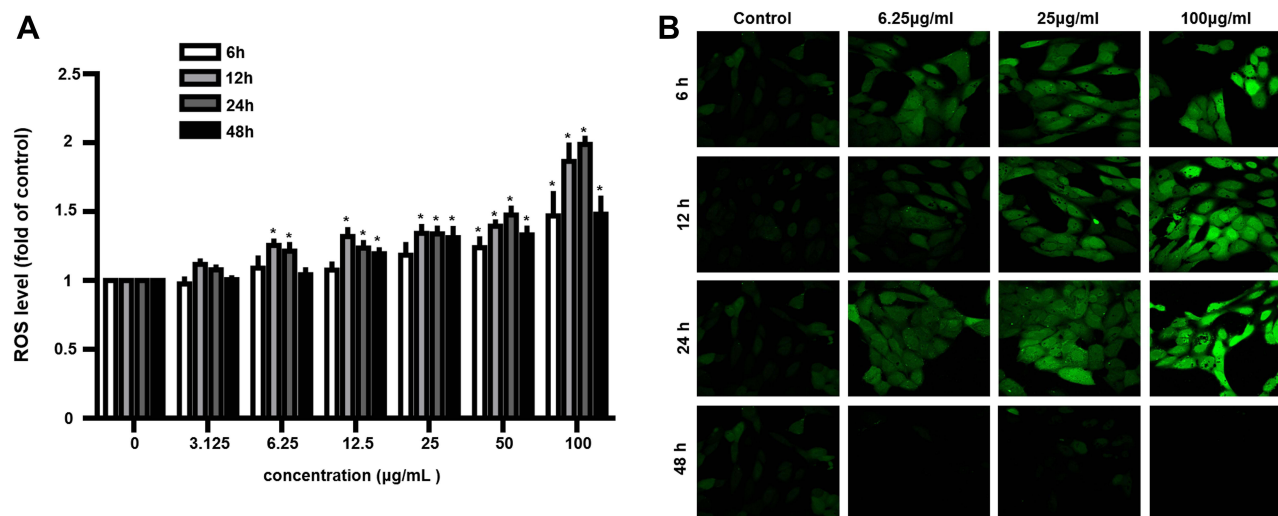 A
6h
12h
24h
48h
ROS level (fold of control)
2.5
2
1.5
1
0.5
0
* * * * * * * * * * * * * * * * *
0 3.125 6.25 12.5 25 50 100
concentration (µg/mL )
B
Control 6.25µg/ml 25µg/ml 100µg/ml
6 h
12 h
24 h
48 h